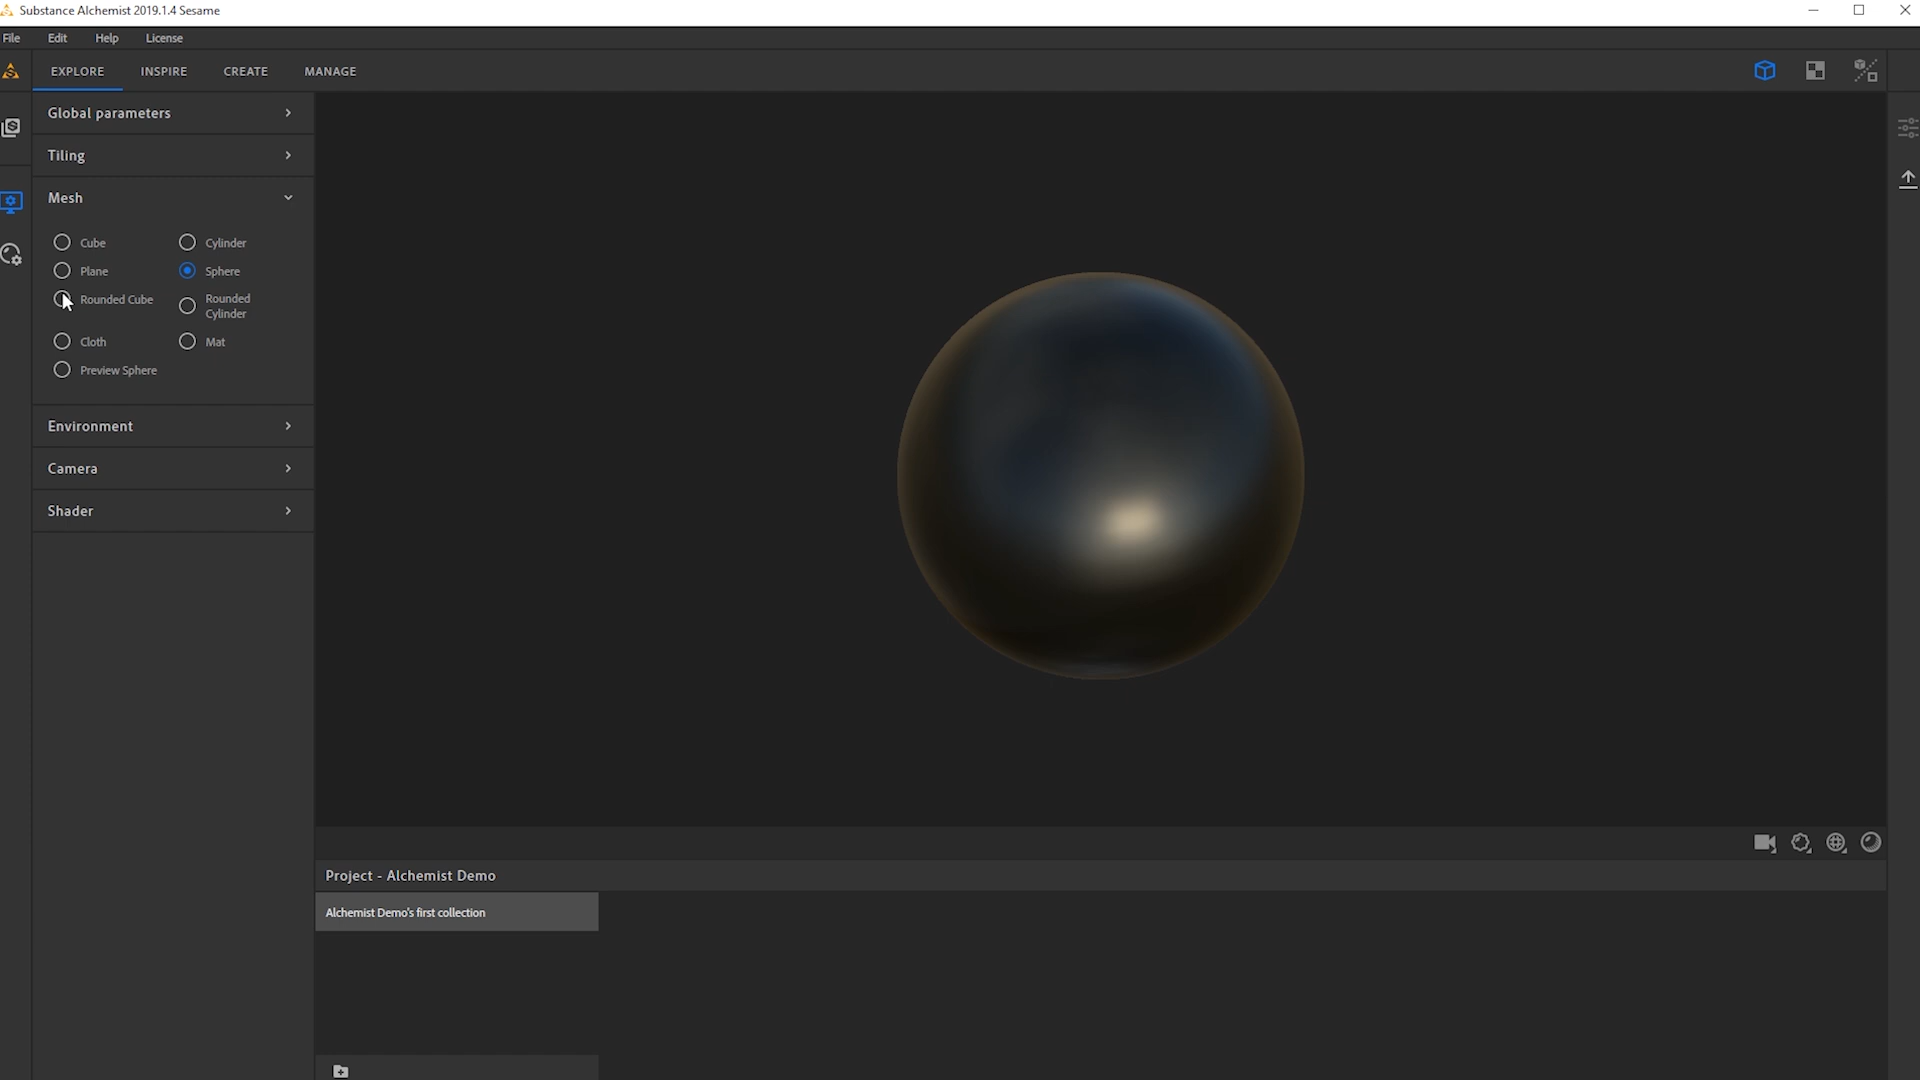 Substance Alchemist 2019.1.4 Sesame
File Edit Help License
EXPLORE INSPIRE CREATE MANAGE
Global parameters
Tiling
Mesh
Cube Cylinder
Plane Sphere
Rounded Cube Rounded Cylinder
Cloth Mat
Preview Sphere
Environment
Camera
Shader
Project - Alchemist Demo
Alchemist Demo's first collection